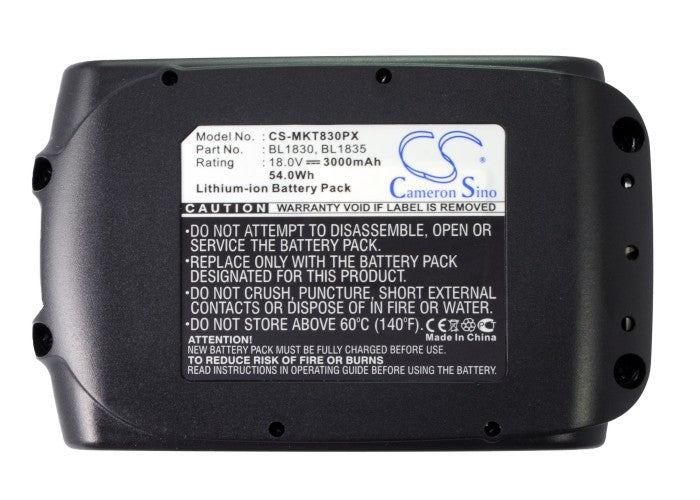 Model No. : CS-MKT830PX
Part No. : BL1830, BL1835
Rating : 18.0V⎓3000mAh
54.0Wh
Lithium-ion Battery Pack
CS
Cameron Sino
CAUTION WARRANTY VOID IF LABEL IS REMOVED
•DO NOT ATTEMPT TO DISASSEMBLE, OPEN or
SERVICE THE BATTERY PACK.
•REPLACE ONLY WITH THE BATTERY PACK
DESIGNATED FOR THIS PRODUCT.
•DO NOT CRUSH, PUNCTURE, SHORT EXTERNAL
CONTACTS or DISPOSE OF IN FIRE or WATER.
•DO NOT STORE ABOVE 60°C (140°F). CE
Made In China
ATTENTION!
NEW BATTERY PACK MUST BE FULLY CHARGED BEFORE USE
TO REDUCE RISK OF FIRE OR BURNS
READ INSTRUCTIONS IN OPERATING GUIDE BEFORE USING BATTERY